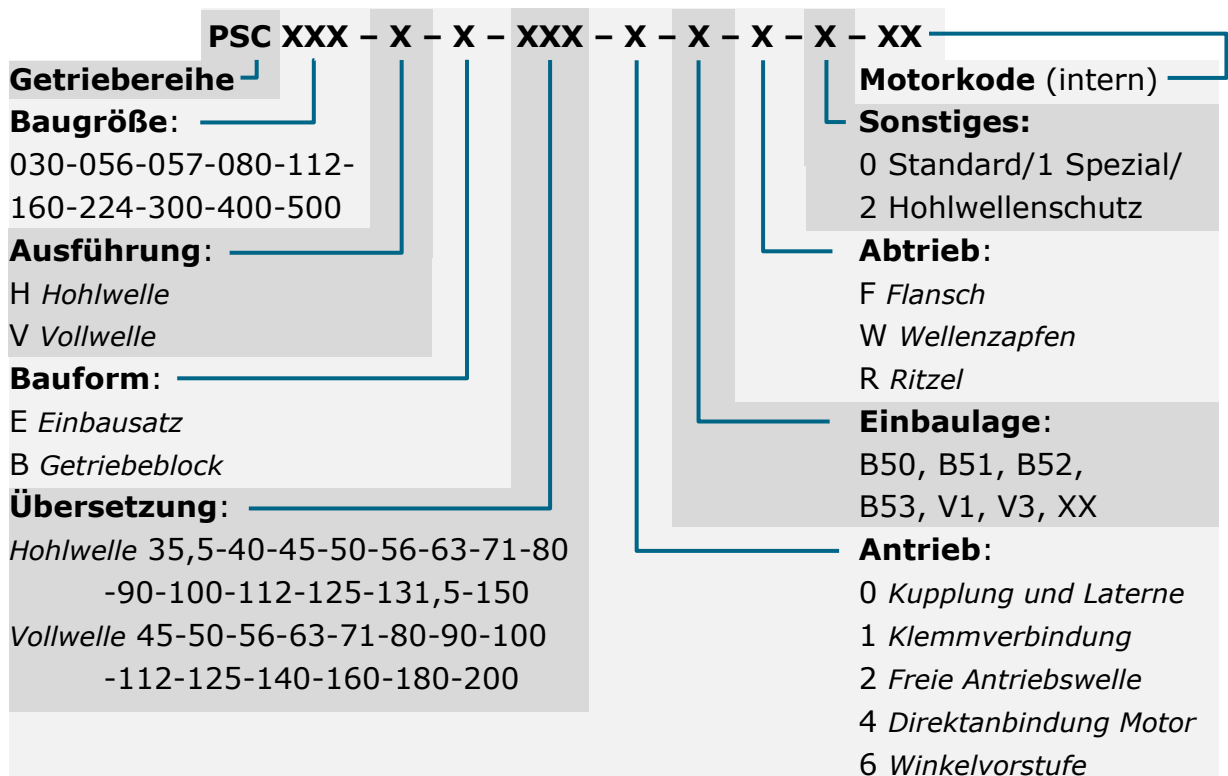 PSC XXX – X – X – XXX – X – X – X – X – XX
Getriebereihe
Baugröße:
030-056-057-080-112-
160-224-300-400-500
Ausführung:
H Hohlwelle
V Vollwelle
Bauform:
E Einbausatz
B Getriebeblock
Übersetzung:
Hohlwelle 35,5-40-45-50-56-63-71-80
-90-100-112-125-131,5-150
Vollwelle 45-50-56-63-71-80-90-100
-112-125-140-160-180-200
Motorkode (intern)
Sonstiges:
0 Standard/1 Spezial/
2 Hohlwellenschutz
Abtrieb:
F Flansch
W Wellenzapfen
R Ritzel
Einbaulage:
B50, B51, B52,
B53, V1, V3, XX
Antrieb:
0 Kupplung und Laterne
1 Klemmverbindung
2 Freie Antriebswelle
4 Direktanbindung Motor
6 Winkelvorstufe